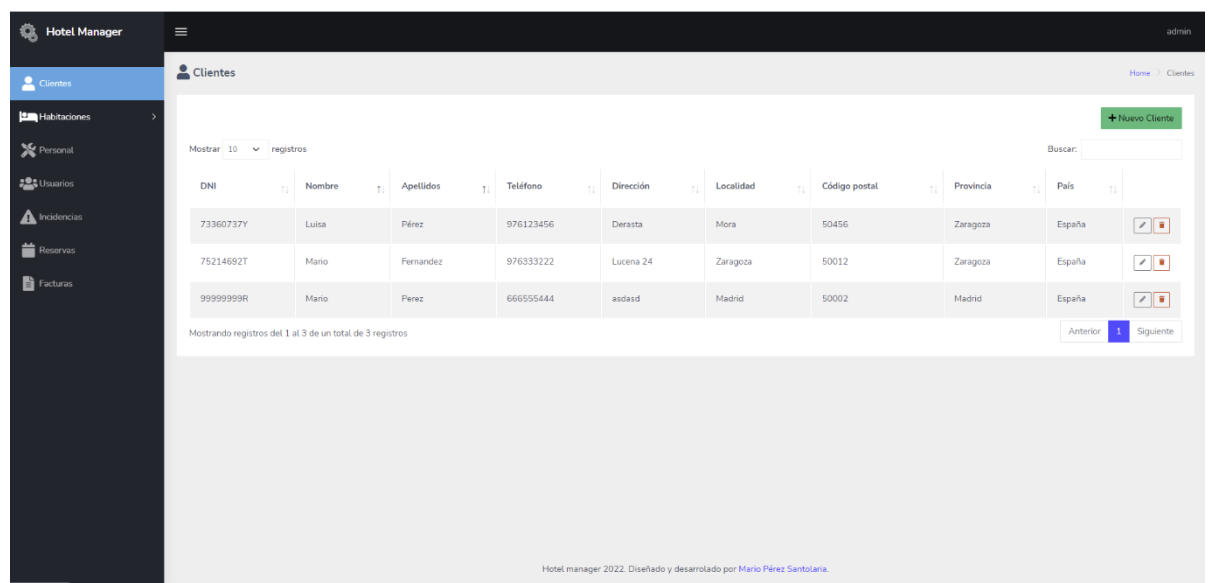 Hotel Manager
admin
Clientes
Home > Clientes
Clientes
Habitaciones >
Personal
Usuarios
Incidencias
Reservas
Facturas
+ Nuevo Cliente
Mostrar 10 registros
Buscar:
DNI Nombre Apellidos Teléfono Dirección Localidad Código postal Provincia País
73360737Y Luisa Pérez 976123456 Derasta Mora 50456 Zaragoza España
75214692T Mario Fernandez 976333222 Lucena 24 Zaragoza 50012 Zaragoza España
99999999R Mario Perez 666555444 asdasd Madrid 50002 Madrid España
Mostrando registros del 1 al 3 de un total de 3 registros
Anterior 1 Siguiente
Hotel manager 2022. Diseñado y desarrolado por Mario Pérez Santolaria.